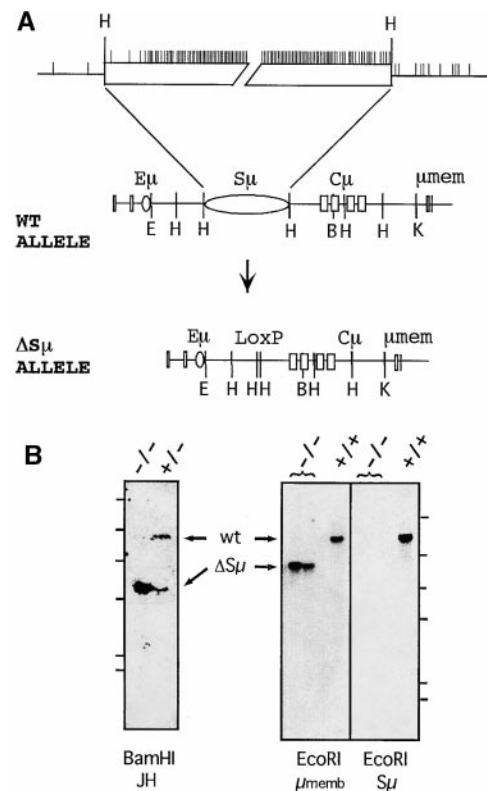 A
H H
Eμ Sμ Cμ μmem
WT
ALLELE
E H H H B H H K
ΔSμ
ALLELE
Eμ LoxP Cμ μmem
E H H H B H H K
B
-/- +/- -/- +/+ -/- +/+
wt
ΔSμ
BamHI
JH
EcoRI
μmemb
EcoRI
Sμ